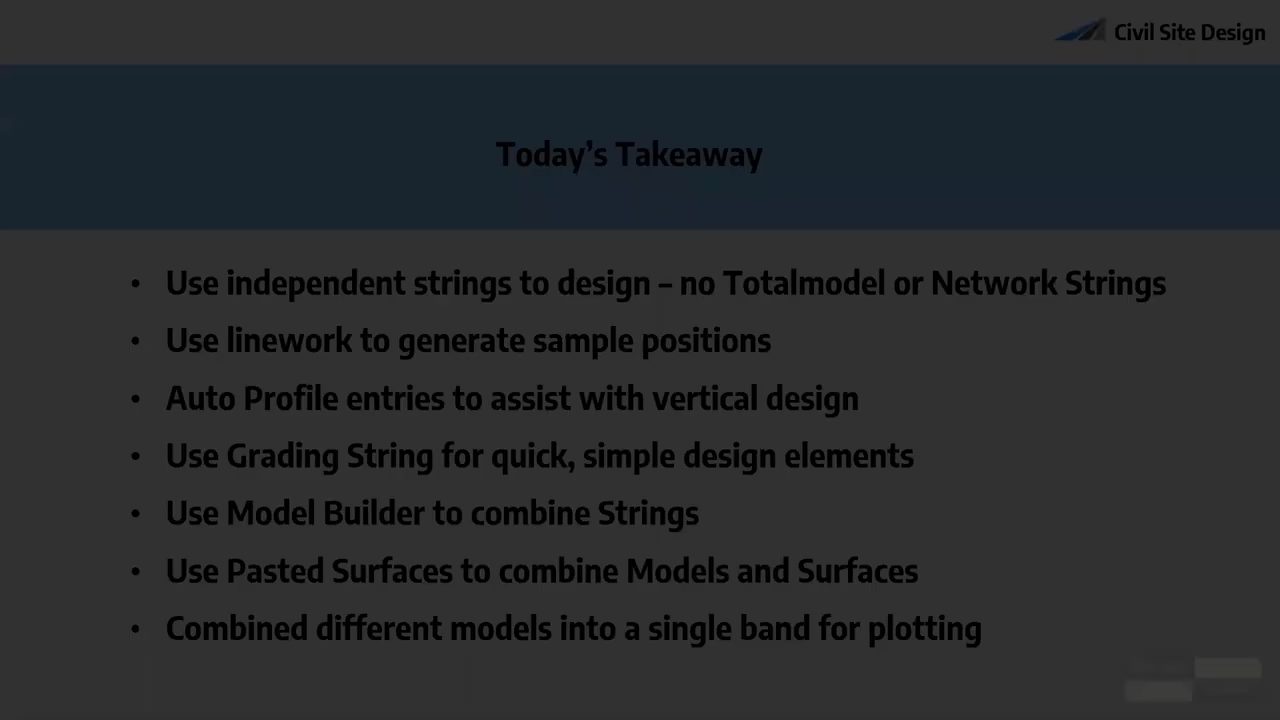 Civil Site Design
Today’s Takeaway
• Use independent strings to design – no Totalmodel or Network Strings
• Use linework to generate sample positions
• Auto Profile entries to assist with vertical design
• Use Grading String for quick, simple design elements
• Use Model Builder to combine Strings
• Use Pasted Surfaces to combine Models and Surfaces
• Combined different models into a single band for plotting